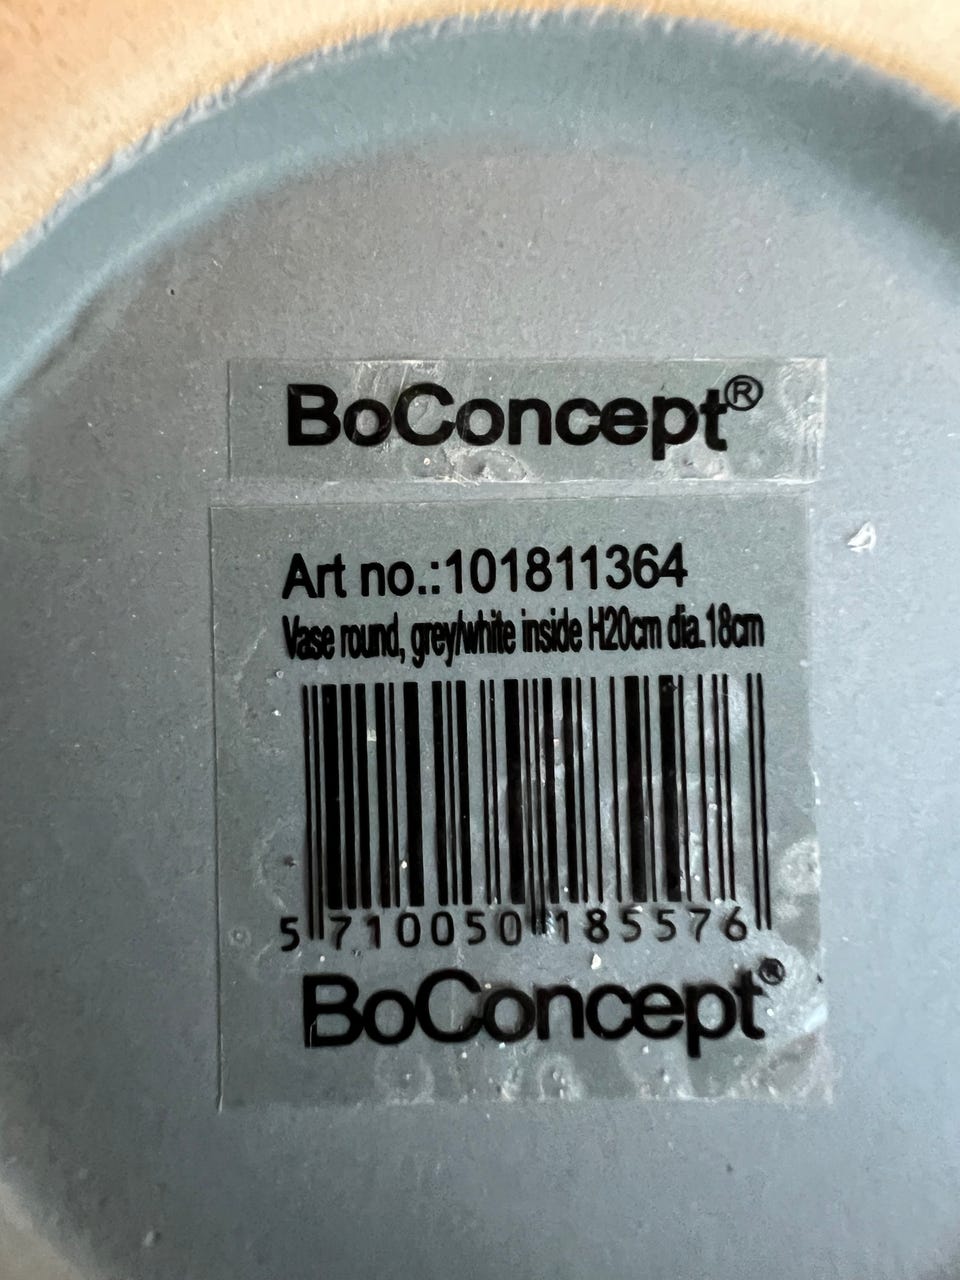 BoConcept®
Art no.:101811364
Vase round, grey/white inside H20cm dia.18cm
5 710050 185576
BoConcept®